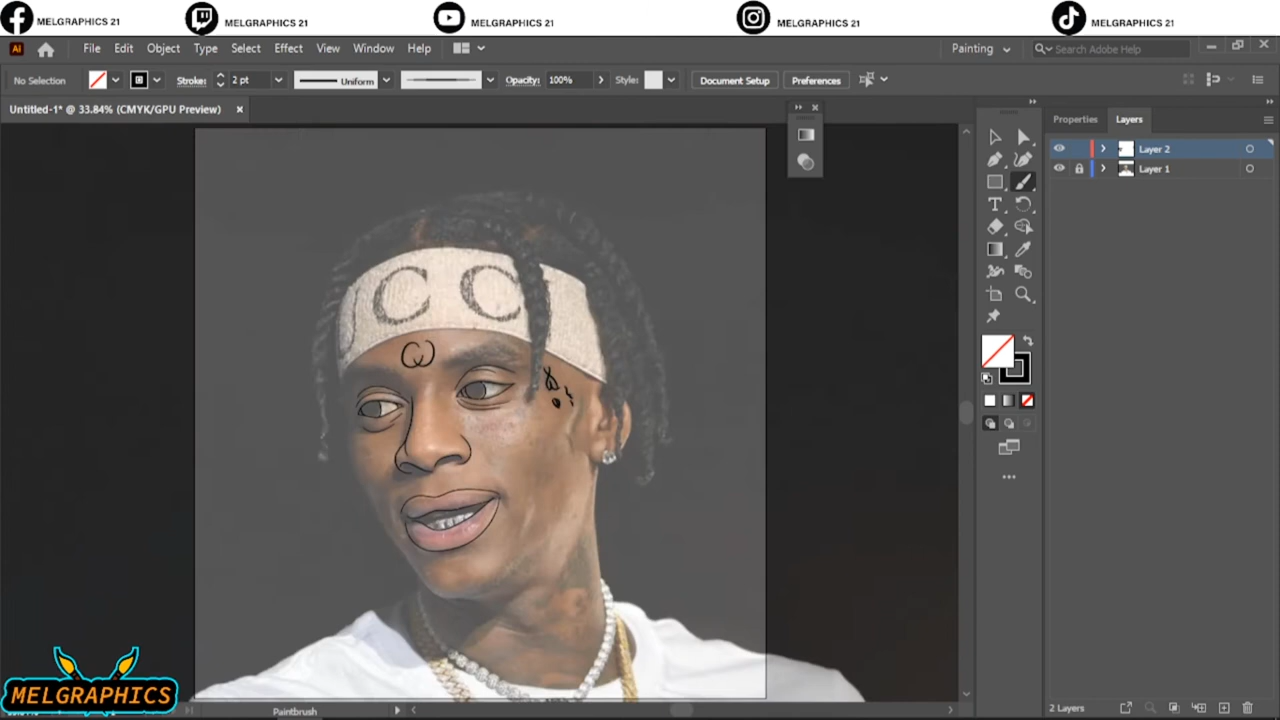 MELGRAPHICS 21
MELGRAPHICS 21
MELGRAPHICS 21
MELGRAPHICS 21
MELGRAPHICS 21
Ai
File Edit Object Type Select Effect View Window Help
Painting
Search Adobe Help
No Selection
Stroke: 2 pt
Uniform
Opacity: 100%
Style:
Document Setup
Preferences
Untitled-1* @ 33.84% (CMYK/GPU Preview)
Properties
Layers
Layer 2
Layer 1
CC
MELGRAPHICS
Paintbrush
2 Layers